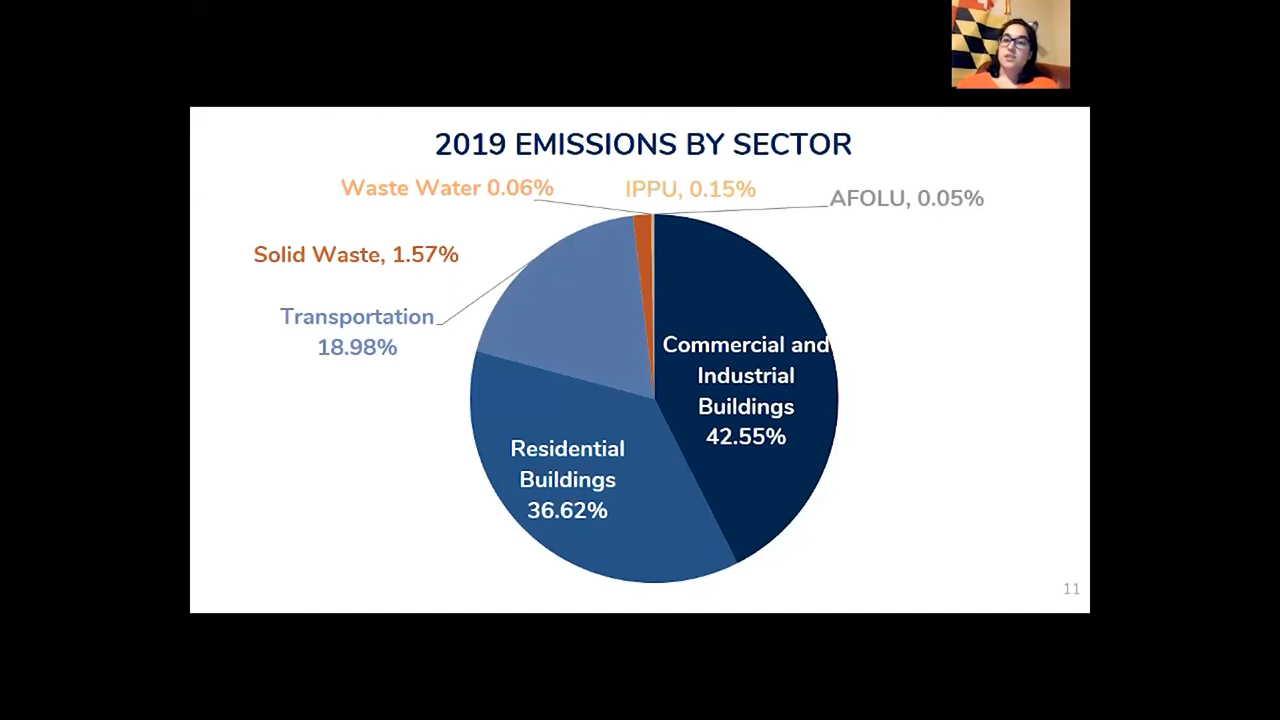 2019 EMISSIONS BY SECTOR
Waste Water 0.06%
IPPU, 0.15%
AFOLU, 0.05%
Solid Waste, 1.57%
Transportation
18.98%
Commercial and
Industrial
Buildings
42.55%
Residential
Buildings
36.62%
11